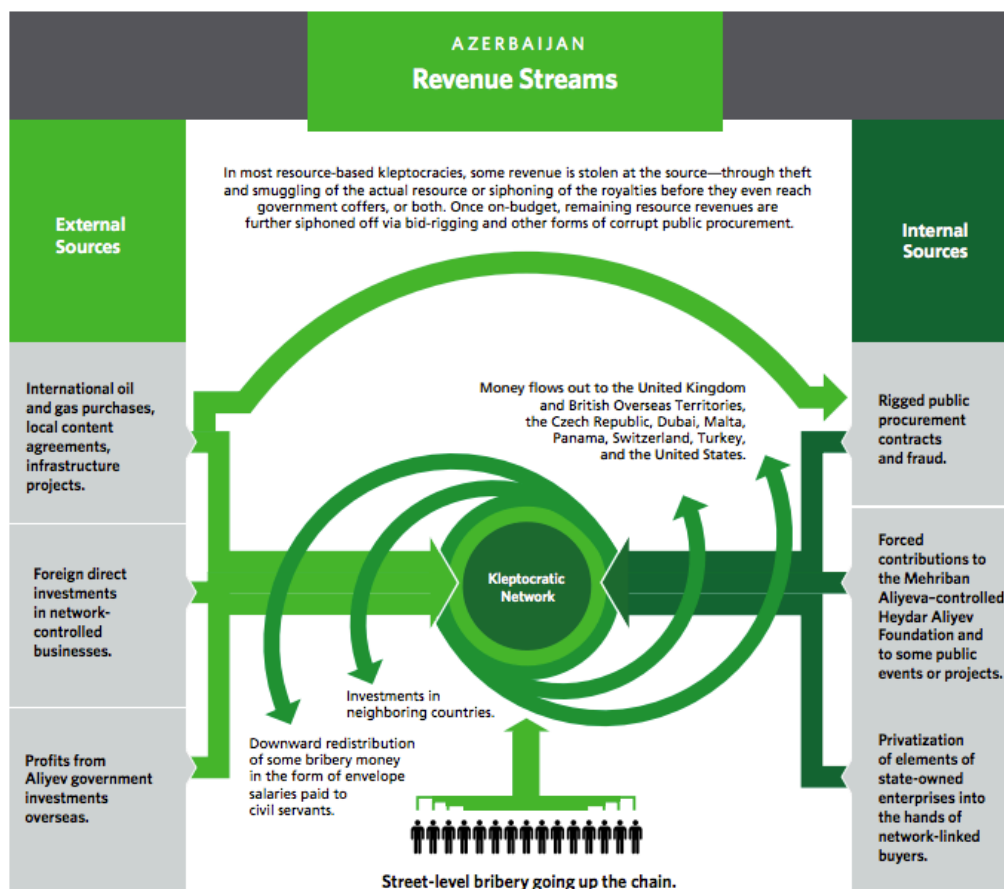 AZERBAIJAN
Revenue Streams
In most resource-based kleptocracies, some revenue is stolen at the source—through theft
and smuggling of the actual resource or siphoning of the royalties before they even reach
government coffers, or both. Once on-budget, remaining resource revenues are
further siphoned off via bid-rigging and other forms of corrupt public procurement.
External
Sources
International oil
and gas purchases,
local content
agreements,
infrastructure
projects.
Foreign direct
investments
in network-
controlled
businesses.
Profits from
Aliyev government
investments
overseas.
Money flows out to the United Kingdom
and British Overseas Territories,
the Czech Republic, Dubai, Malta,
Panama, Switzerland, Turkey,
and the United States.
Kleptocratic
Network
Investments in
neighboring countries.
Downward redistribution
of some bribery money
in the form of envelope
salaries paid to
civil servants.
Street-level bribery going up the chain.
Internal
Sources
Rigged public
procurement
contracts
and fraud.
Forced
contributions to
the Mehriban
Aliyeva–controlled
Heydar Aliyev
Foundation and
to some public
events or projects.
Privatization
of elements of
state-owned
enterprises into
the hands of
network-linked
buyers.